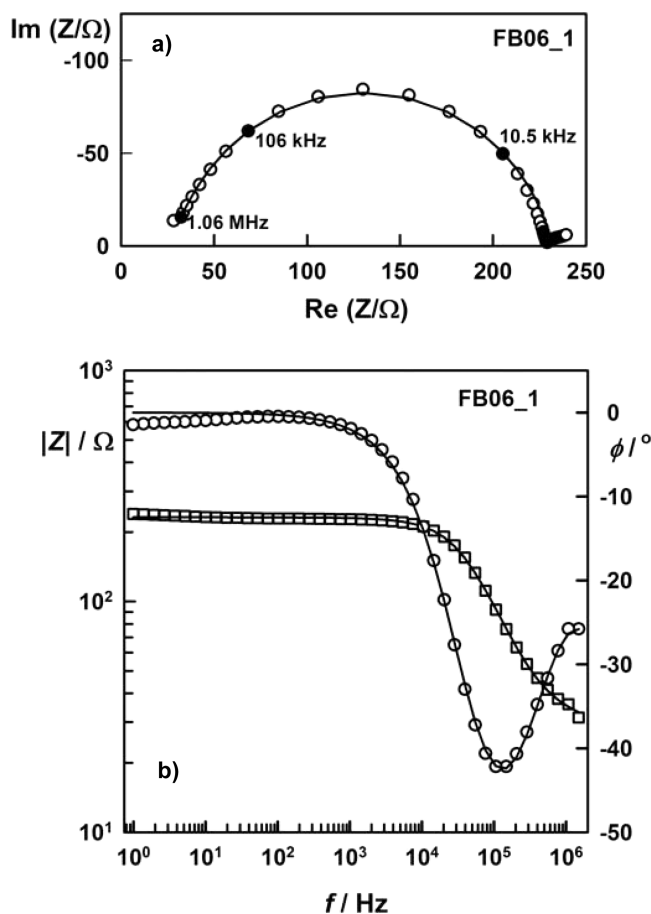 Im (Z/Ω)
a)
FB06_1
-100
-50
0
106 kHz
10.5 kHz
1.06 MHz
0 50 100 150 200 250
Re (Z/Ω)
10³
FB06_1
|Z| / Ω
ϕ / °
0
-10
-20
10²
-30
-40
b)
10¹
-50
10⁰ 10¹ 10² 10³ 10⁴ 10⁵ 10⁶
f / Hz